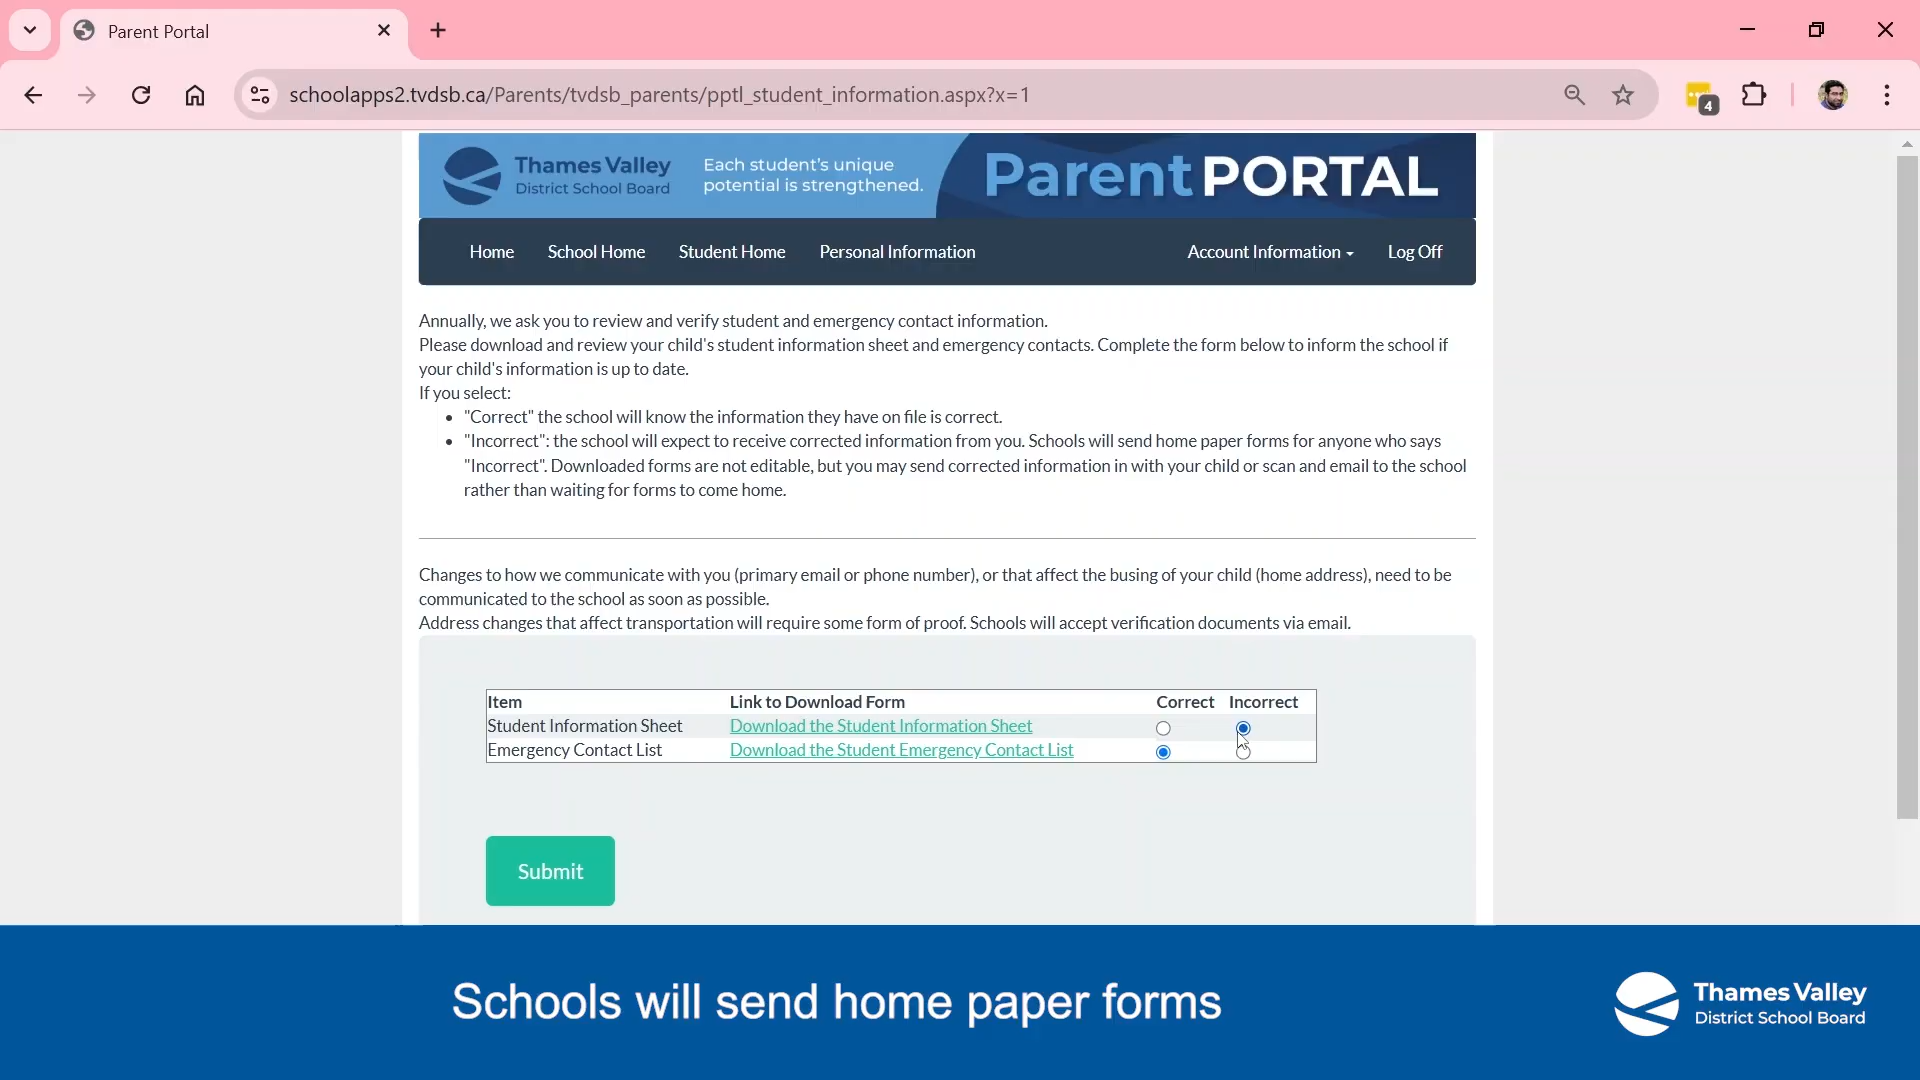 Parent Portal
schoolapps2.tvdsb.ca/Parents/tvdsb_parents/pptl_student_information.aspx?x=1
4
Thames Valley
District School Board
Each student's unique
potential is strengthened.
Parent PORTAL
Home School Home Student Home Personal Information Account Information Log Off
Annually, we ask you to review and verify student and emergency contact information.
Please download and review your child's student information sheet and emergency contacts. Complete the form below to inform the school if
your child's information is up to date.
If you select:
• "Correct" the school will know the information they have on file is correct.
• "Incorrect": the school will expect to receive corrected information from you. Schools will send home paper forms for anyone who says
"Incorrect". Downloaded forms are not editable, but you may send corrected information in with your child or scan and email to the school
rather than waiting for forms to come home.
Changes to how we communicate with you (primary email or phone number), or that affect the busing of your child (home address), need to be
communicated to the school as soon as possible.
Address changes that affect transportation will require some form of proof. Schools will accept verification documents via email.
Item Link to Download Form Correct Incorrect
Student Information Sheet Download the Student Information Sheet
Emergency Contact List Download the Student Emergency Contact List
Submit
Schools will send home paper forms
Thames Valley
District School Board